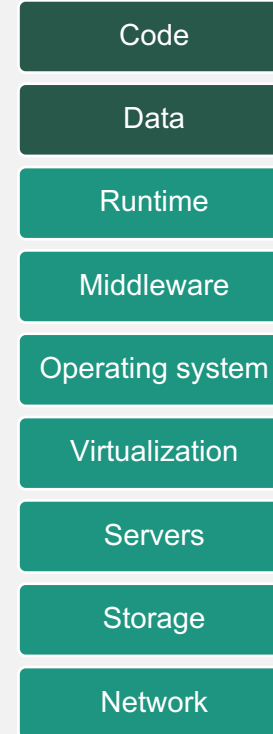 Code
Data
Runtime
Middleware
Operating system
Virtualization
Servers
Storage
Network